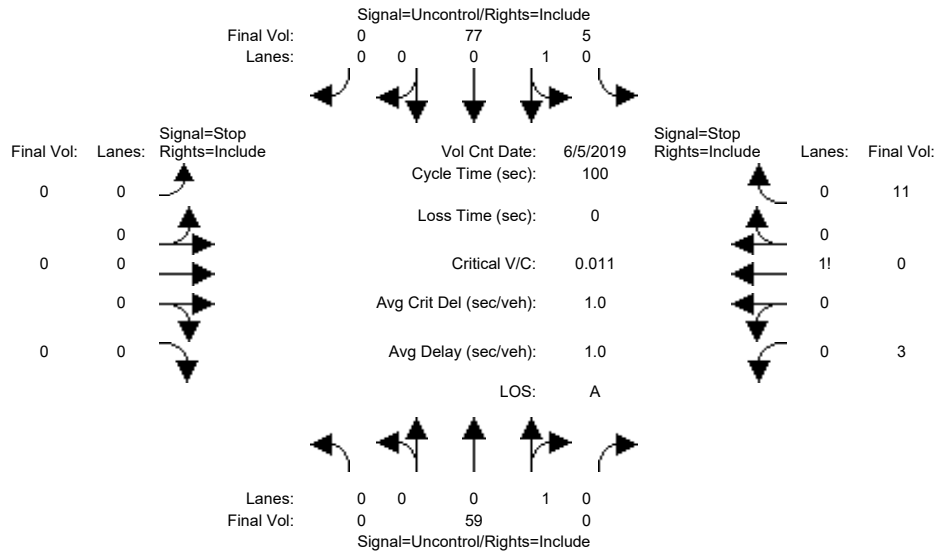 Signal=Uncontrol/Rights=Include
Final Vol: 0 77 5
Lanes: 0 0 0 1 0
Signal=Stop Signal=Stop
Final Vol: Lanes: Rights=Include Vol Cnt Date: 6/5/2019 Rights=Include Lanes: Final Vol:
Cycle Time (sec): 100
0 0 0 11
Loss Time (sec): 0
0 0
0 0 Critical V/C: 0.011 1! 0
0 Avg Crit Del (sec/veh): 1.0 0
0 0 Avg Delay (sec/veh): 1.0 0 3
LOS: A
Lanes: 0 0 0 1 0
Final Vol: 0 59 0
Signal=Uncontrol/Rights=Include